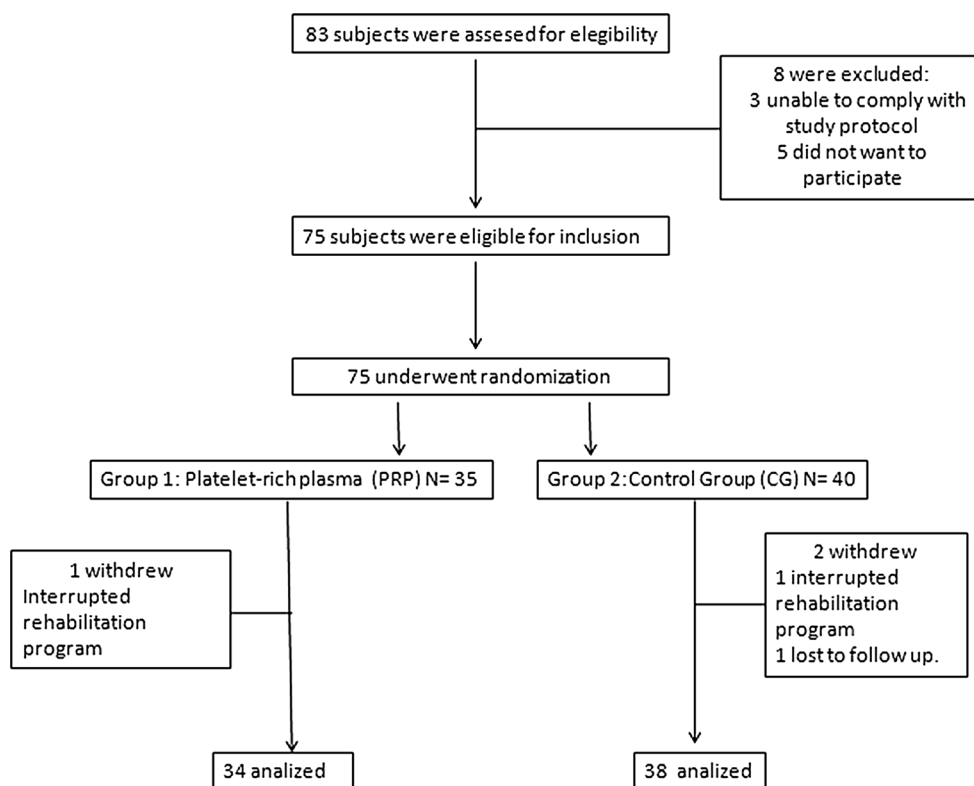 83 subjects were assesed for elegibility
8 were excluded:
3 unable to comply with
study protocol
5 did not want to
participate
75 subjects were eligible for inclusion
75 underwent randomization
Group 1: Platelet-rich plasma (PRP) N= 35
Group 2:Control Group (CG) N= 40
1 withdrew
Interrupted
rehabilitation
program
2 withdrew
1 interrupted
rehabilitation
program
1 lost to follow up.
34 analized
38 analized